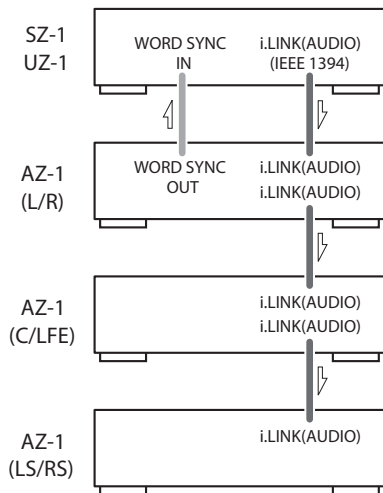 SZ-1
UZ-1
WORD SYNC
IN
i.LINK(AUDIO)
(IEEE 1394)
AZ-1
(L/R)
WORD SYNC
OUT
i.LINK(AUDIO)
i.LINK(AUDIO)
AZ-1
(C/LFE)
i.LINK(AUDIO)
i.LINK(AUDIO)
AZ-1
(LS/RS)
i.LINK(AUDIO)